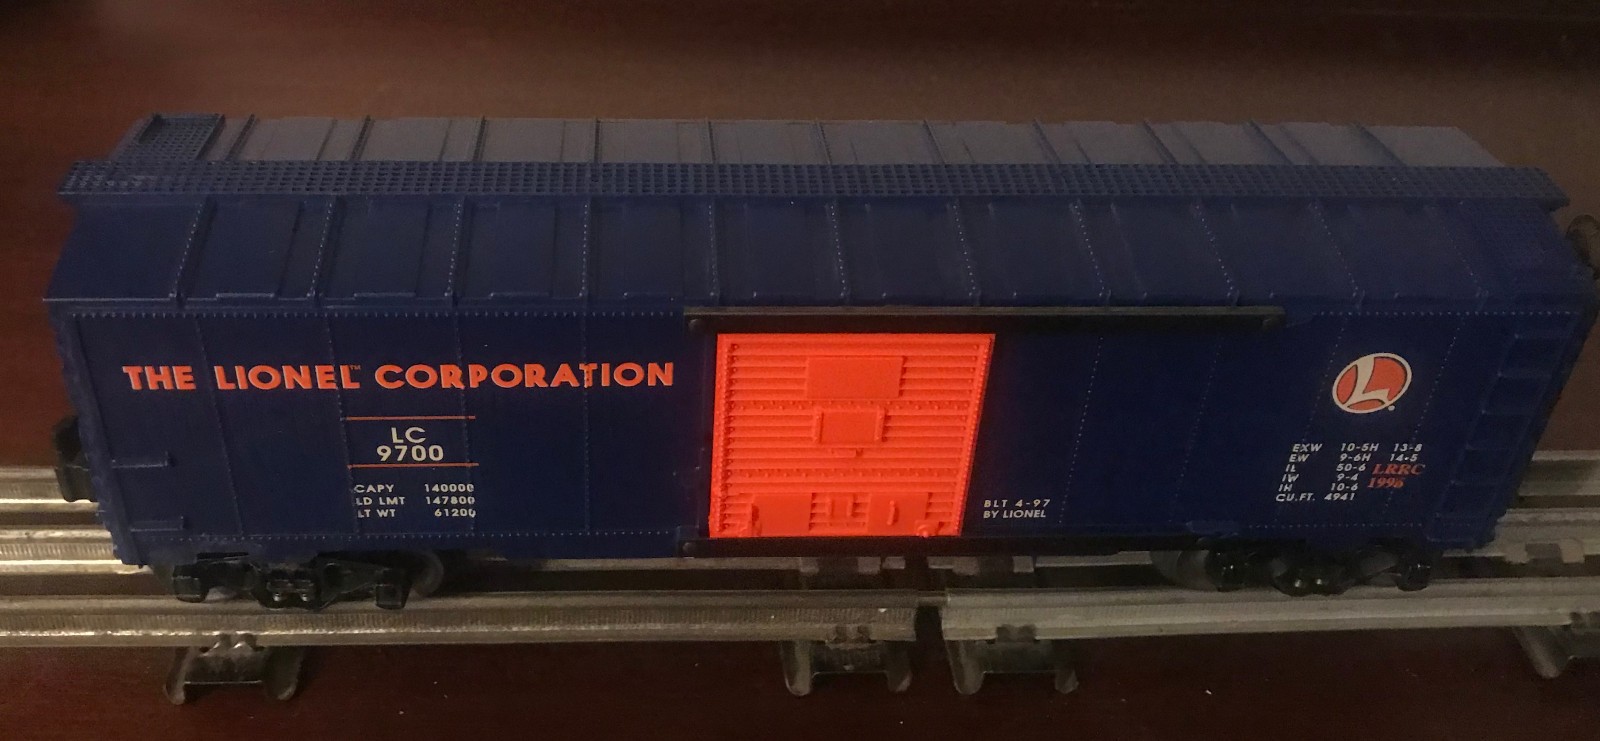 THE LIONEL™ CORPORATION
LC
9700
CAPY 140000
LD LMT 147800
LT WT 61200
BLT 4-97
BY LIONEL
L
EXW 10-5H 13-8
EW 9-6H 14-5
IL 50-6
IW 9-4
IH 10-6
CU.FT. 4941
LRRC
1998